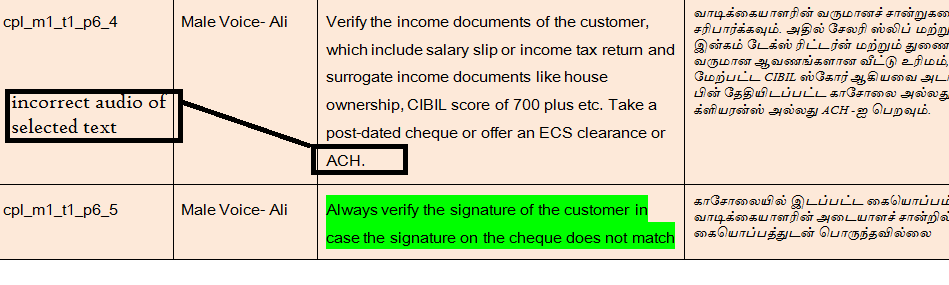 cpl_m1_t1_p6_4
Male Voice- Ali
Verify the income documents of the customer,
which include salary slip or income tax return and
surrogate income documents like house
ownership, CIBIL score of 700 plus etc. Take a
post-dated cheque or offer an ECS clearance or
ACH.
வாடிக்கையாளரின் வருமானச் சான்றுகளை
சரிபார்க்கவும். அதில் சேலரி ஸ்லிப் மற்றும்
இன்கம் டேக்ஸ் ரிட்டர்ன் மற்றும் துணை
வருமான ஆவணங்களான வீட்டு உரிமம்,
மேற்பட்ட CIBIL ஸ்கோர் ஆகியவை அட
பின் தேதியிடப்பட்ட காசோலை அல்லது
க்ளியரன்ஸ் அல்லது ACH -ஐ பெறவும்.
incorrect audio of
selected text
cpl_m1_t1_p6_5
Male Voice- Ali
Always verify the signature of the customer in
case the signature on the cheque does not match
காசோலையில் இடப்பட்ட கையொப்பம்
வாடிக்கையாளரின் அடையாளச் சான்றில்
கையொப்பத்துடன் பொருந்தவில்லை